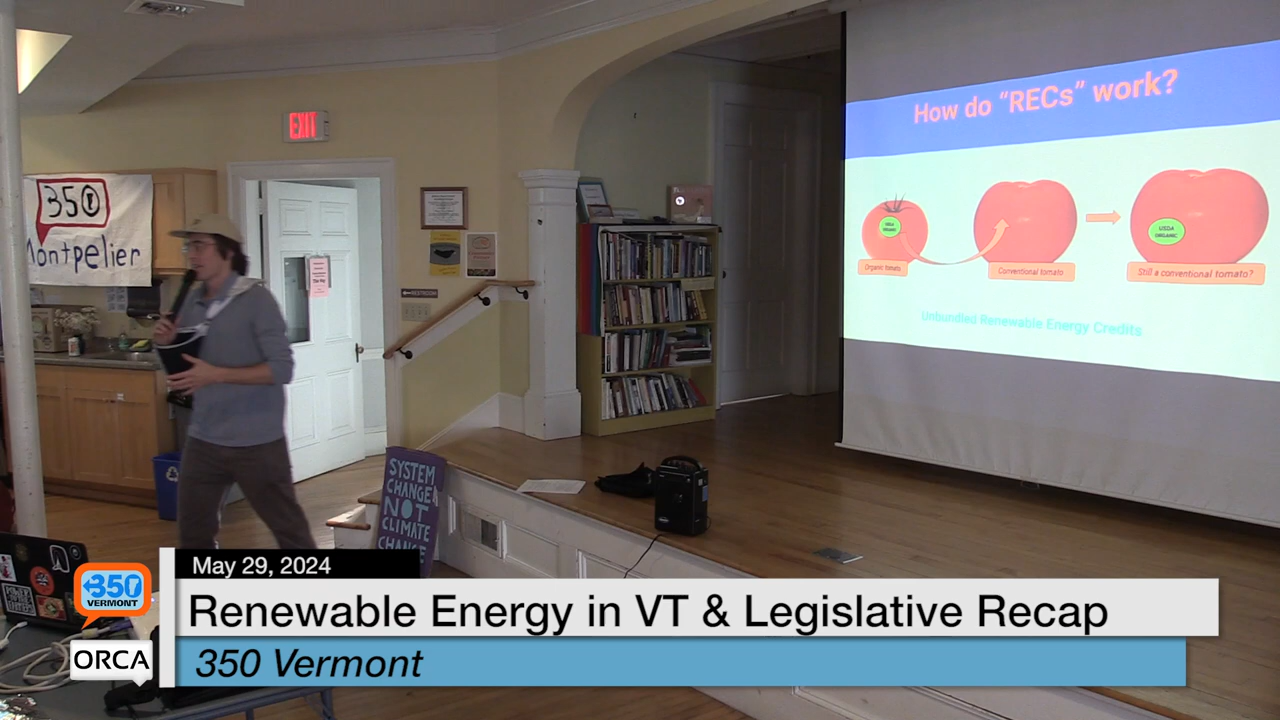 How do "RECs" work?
USDA
ORGANIC
Organic tomato
Conventional tomato
Still a conventional tomato?
Unbundled Renewable Energy Credits
EXIT
350
Montpelier
RESTROOM
SYSTEM
CHANGE
NOT
CLIMATE
CHANGE
May 29, 2024
Renewable Energy in VT & Legislative Recap
350 Vermont
350
VERMONT
ORCA